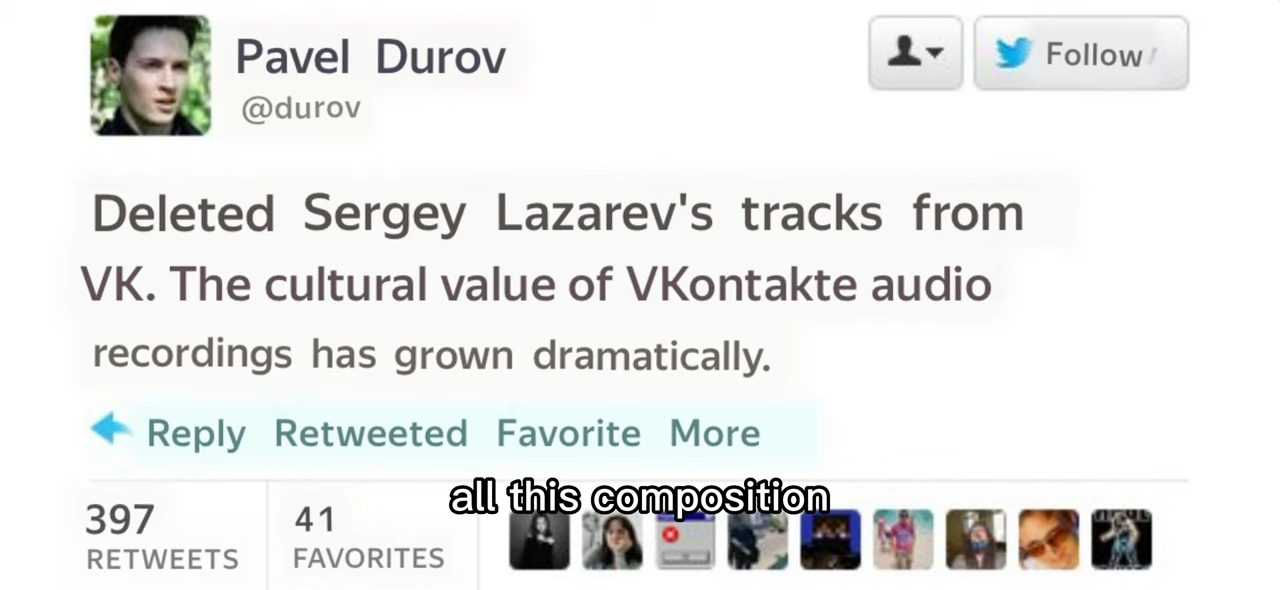 Pavel Durov
@durov
Follow
Deleted Sergey Lazarev's tracks from
VK. The cultural value of VKontakte audio
recordings has grown dramatically.
Reply Retweeted Favorite More
all this composition
397
RETWEETS
41
FAVORITES